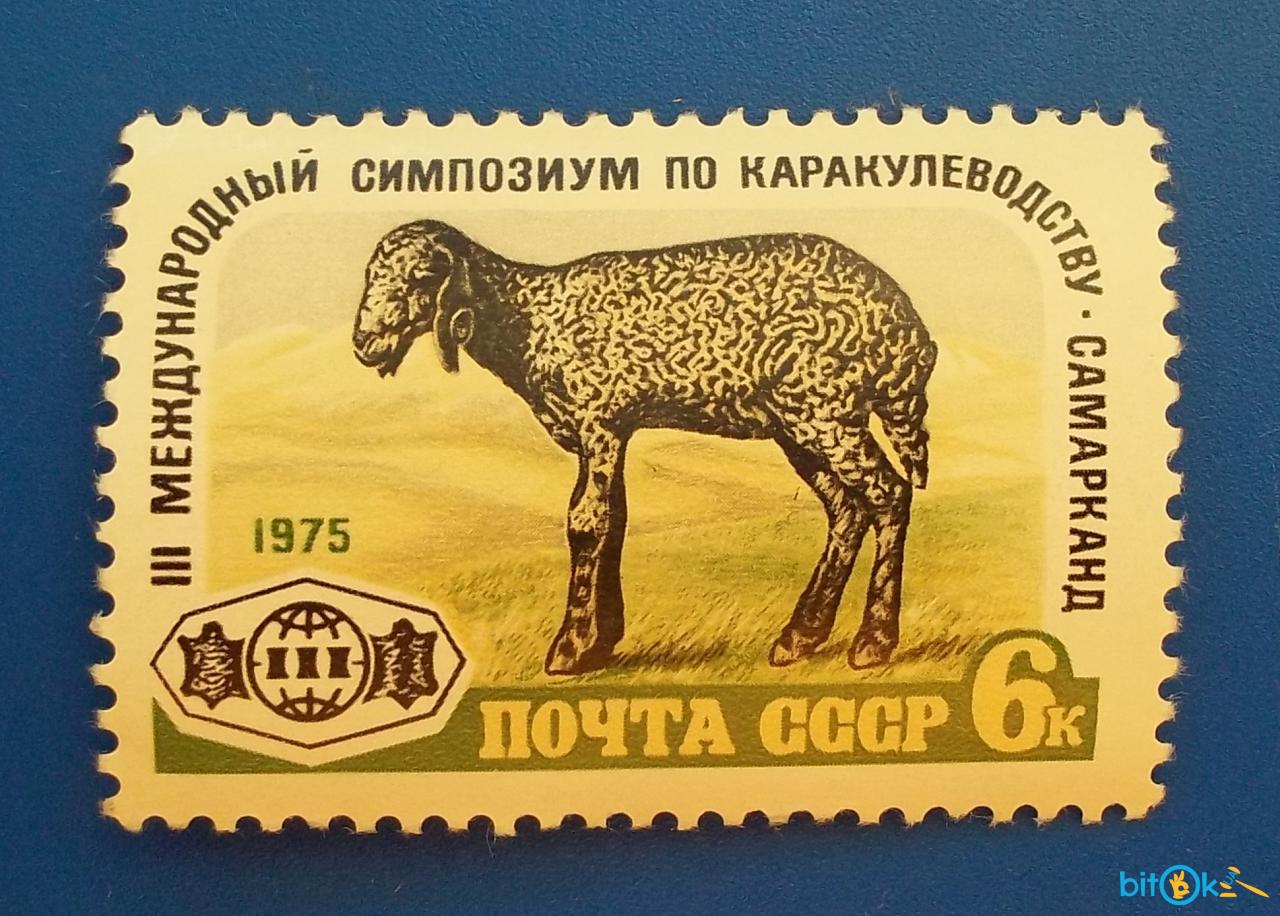 III МЕЖДУНАРОДНЫЙ СИМПОЗИУМ ПО КАРАКУЛЕВОДСТВУ · САМАРКАНД
1975
III
ПОЧТА СССР 6к
bitok